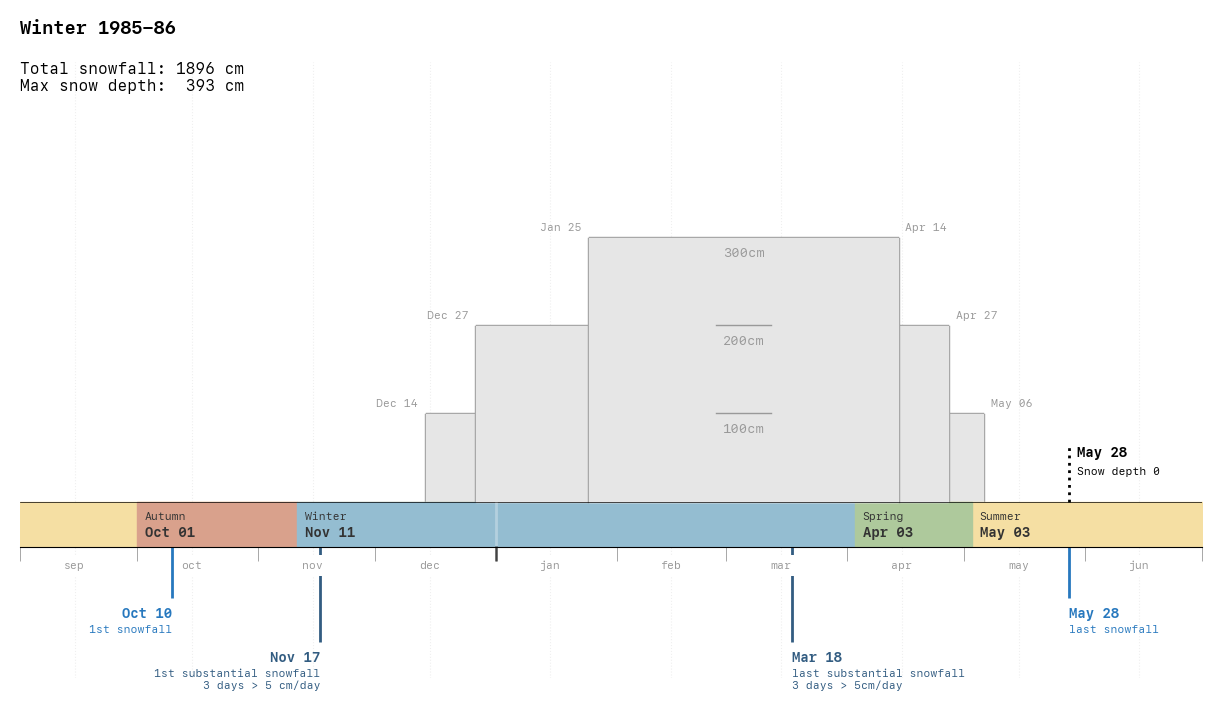 Winter 1985–86
Total snowfall: 1896 cm
Max snow depth:  393 cm
Jan 25
Apr 14
300cm
Dec 27
Apr 27
200cm
Dec 14
May 06
100cm
May 28
Snow depth 0
Autumn
Oct 01
Winter
Nov 11
Spring
Apr 03
Summer
May 03
sep oct nov dec jan feb mar apr may jun
Oct 10
1st snowfall
May 28
last snowfall
Nov 17
1st substantial snowfall
3 days > 5 cm/day
Mar 18
last substantial snowfall
3 days > 5cm/day